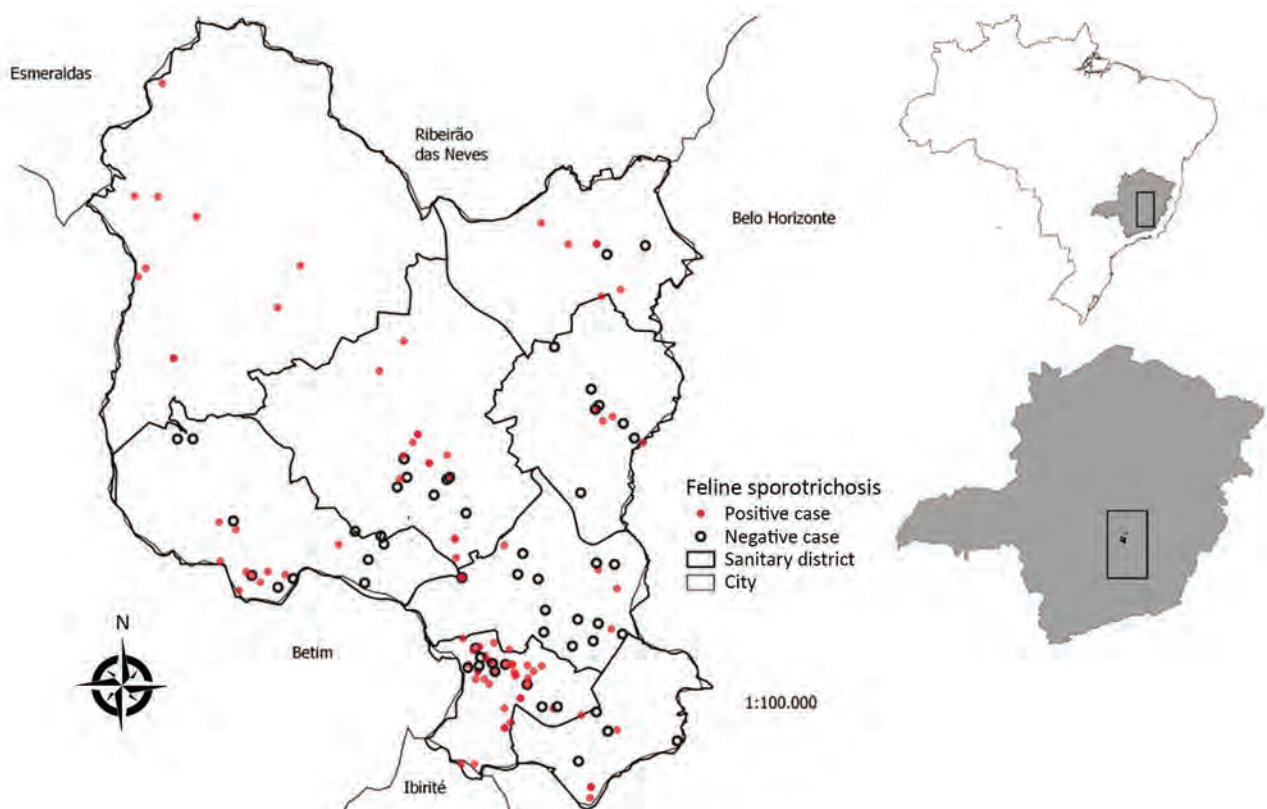 Esmeraldas
Ribeirão
das Neves
Belo Horizonte
Feline sporotrichosis
Positive case
Negative case
Sanitary district
City
N
Betim
1:100.000
Ibirité